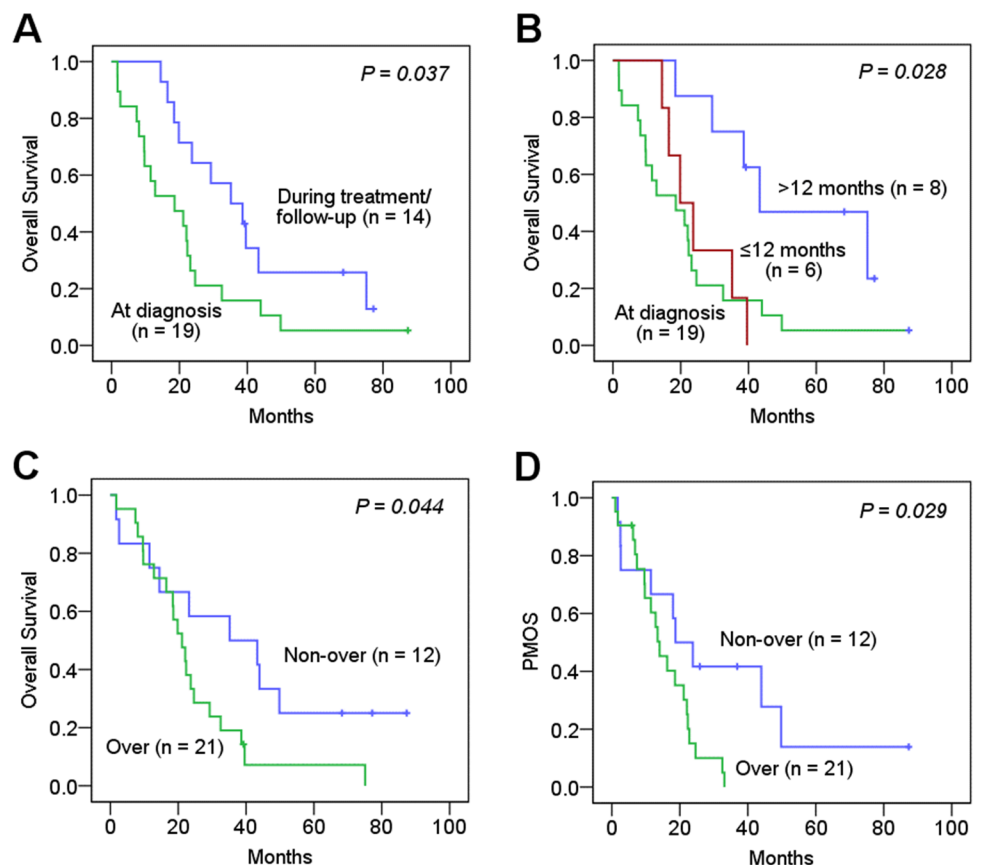 A
P = 0.037
Overall Survival
1.0
0.8
0.6
0.4
0.2
0.0
During treatment/
follow-up (n = 14)
At diagnosis
(n = 19)
0 20 40 60 80 100
Months
B
P = 0.028
Overall Survival
1.0
0.8
0.6
0.4
0.2
0.0
>12 months (n = 8)
≤12 months
(n = 6)
At diagnosis
(n = 19)
0 20 40 60 80 100
Months
C
P = 0.044
Overall Survival
1.0
0.8
0.6
0.4
0.2
0.0
Non-over (n = 12)
Over (n = 21)
0 20 40 60 80 100
Months
D
P = 0.029
PMOS
1.0
0.8
0.6
0.4
0.2
0.0
Non-over (n = 12)
Over (n = 21)
0 20 40 60 80 100
Months